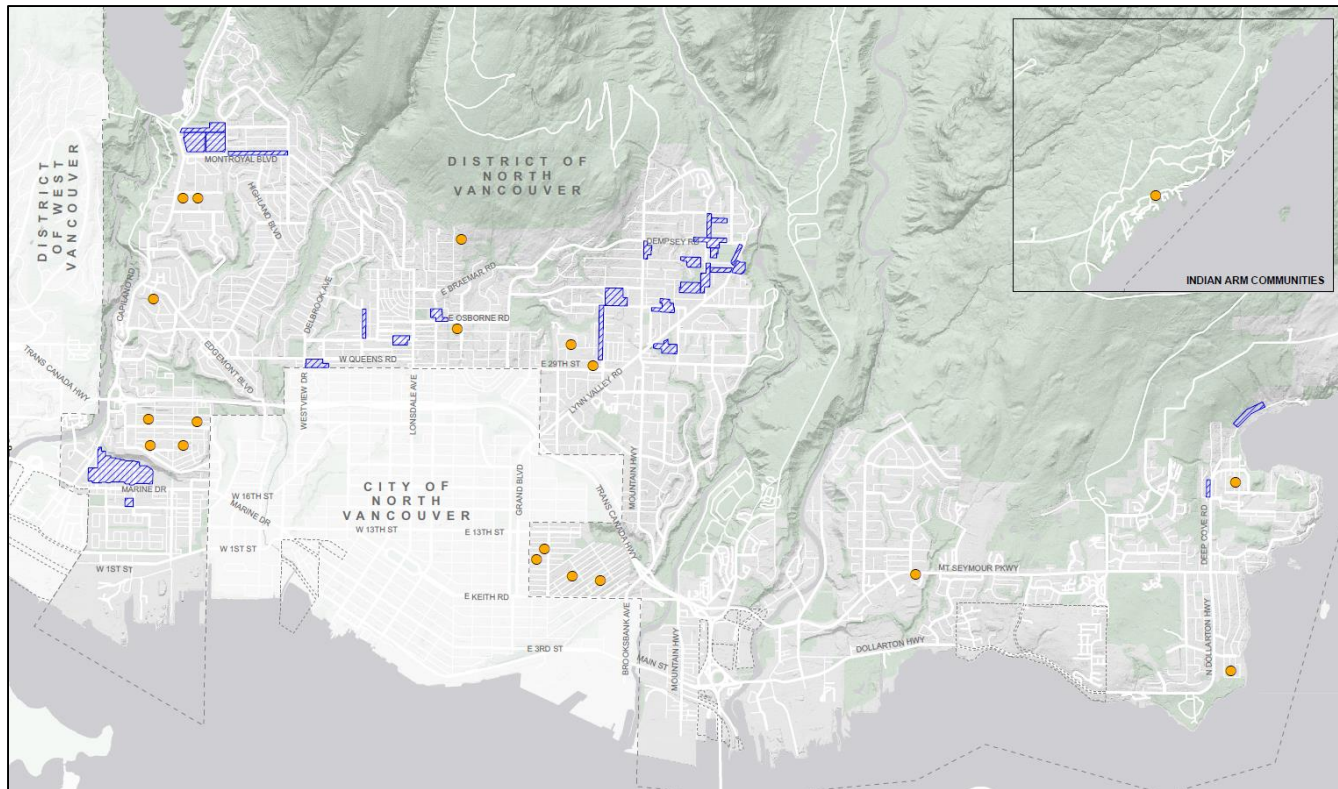 INDIAN ARM COMMUNITIES
DISTRICT OF
NORTH
VANCOUVER
DISTRICT
OF WEST
VANCOUVER
MONTROYAL BLVD
HIGHLAND BLVD
DEMPSEY RD
E BRAEMAR RD
CAPILANO RD
DELBROOK AVE
E OSBORNE RD
EDGEMONT BLVD
W QUEENS RD
E 29TH ST
TRANS CANADA HWY
LYNN VALLEY RD
WESTVIEW DR
LONSDALE AVE
GRAND BLVD
MOUNTAIN HWY
TRANS CANADA HWY
MARINE DR
CITY OF
NORTH
VANCOUVER
W 16TH ST
MARINE DR
W 13TH ST
E 13TH ST
DEEP COVE RD
W 1ST ST
W 1ST ST
MT SEYMOUR PKWY
E KEITH RD
BROOKSBANK AVE
E 3RD ST
MAIN ST
MOUNTAIN HWY
DOLLARTON HWY
N DOLLARTON HWY